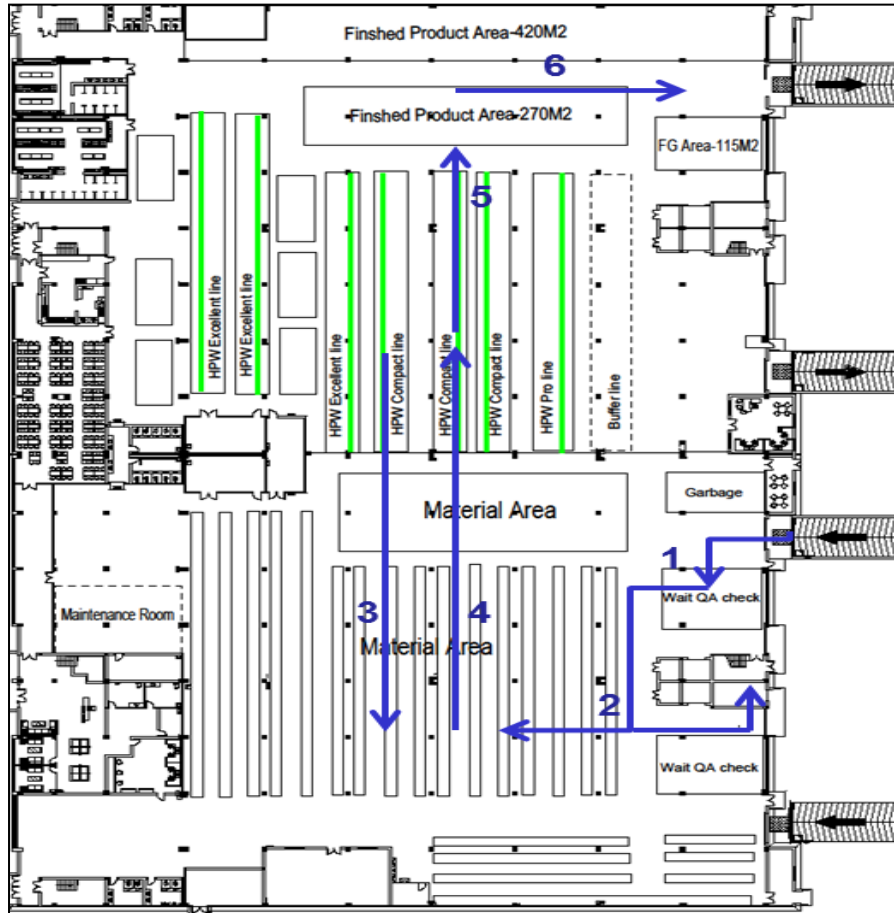 Finshed Product Area-420M2
6
Finshed Product Area-270M2
FG Area-115M2
5
HPW Excellent line
HPW Excellent line
HPW Excellent line
HPW Compact line
HPW Compact line
HPW Compact line
HPW Pro line
Buffer line
Material Area
Garbage
1
Wait QA check
Maintenance Room
3
4
Material Area
2
Wait QA check